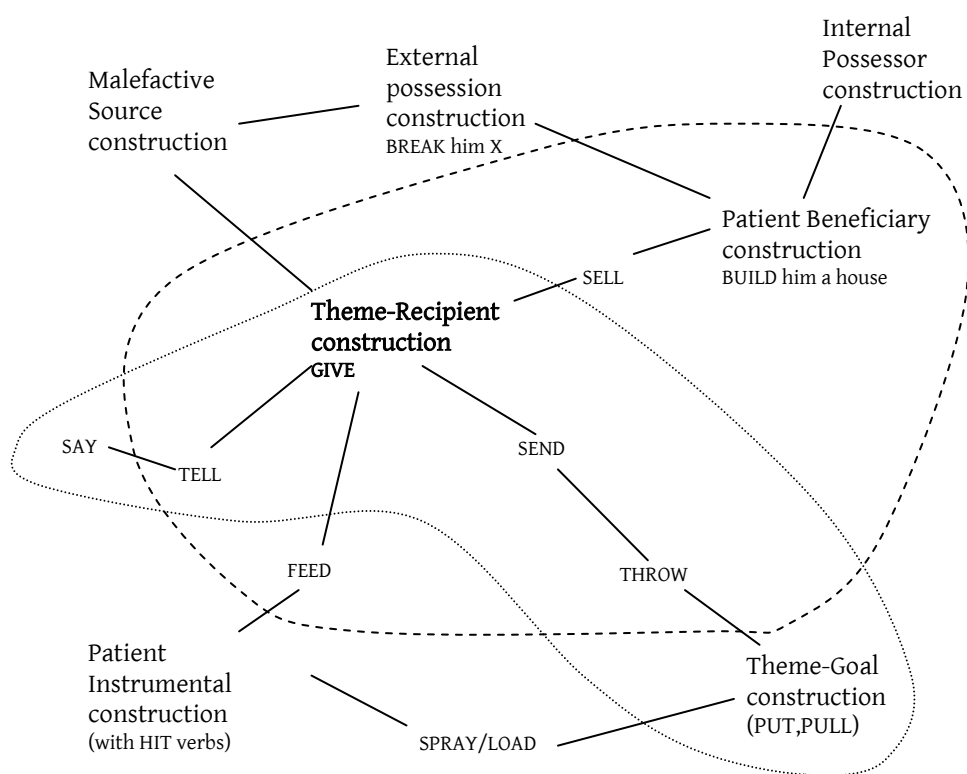 Internal
Possessor
construction
External
possession
construction
BREAK him X
Malefactive
Source
construction
Patient Beneficiary
construction
BUILD him a house
SELL
Theme-Recipient
construction
GIVE
SAY
TELL
SEND
FEED
THROW
Patient
Instrumental
construction
(with HIT verbs)
Theme-Goal
construction
(PUT,PULL)
SPRAY/LOAD